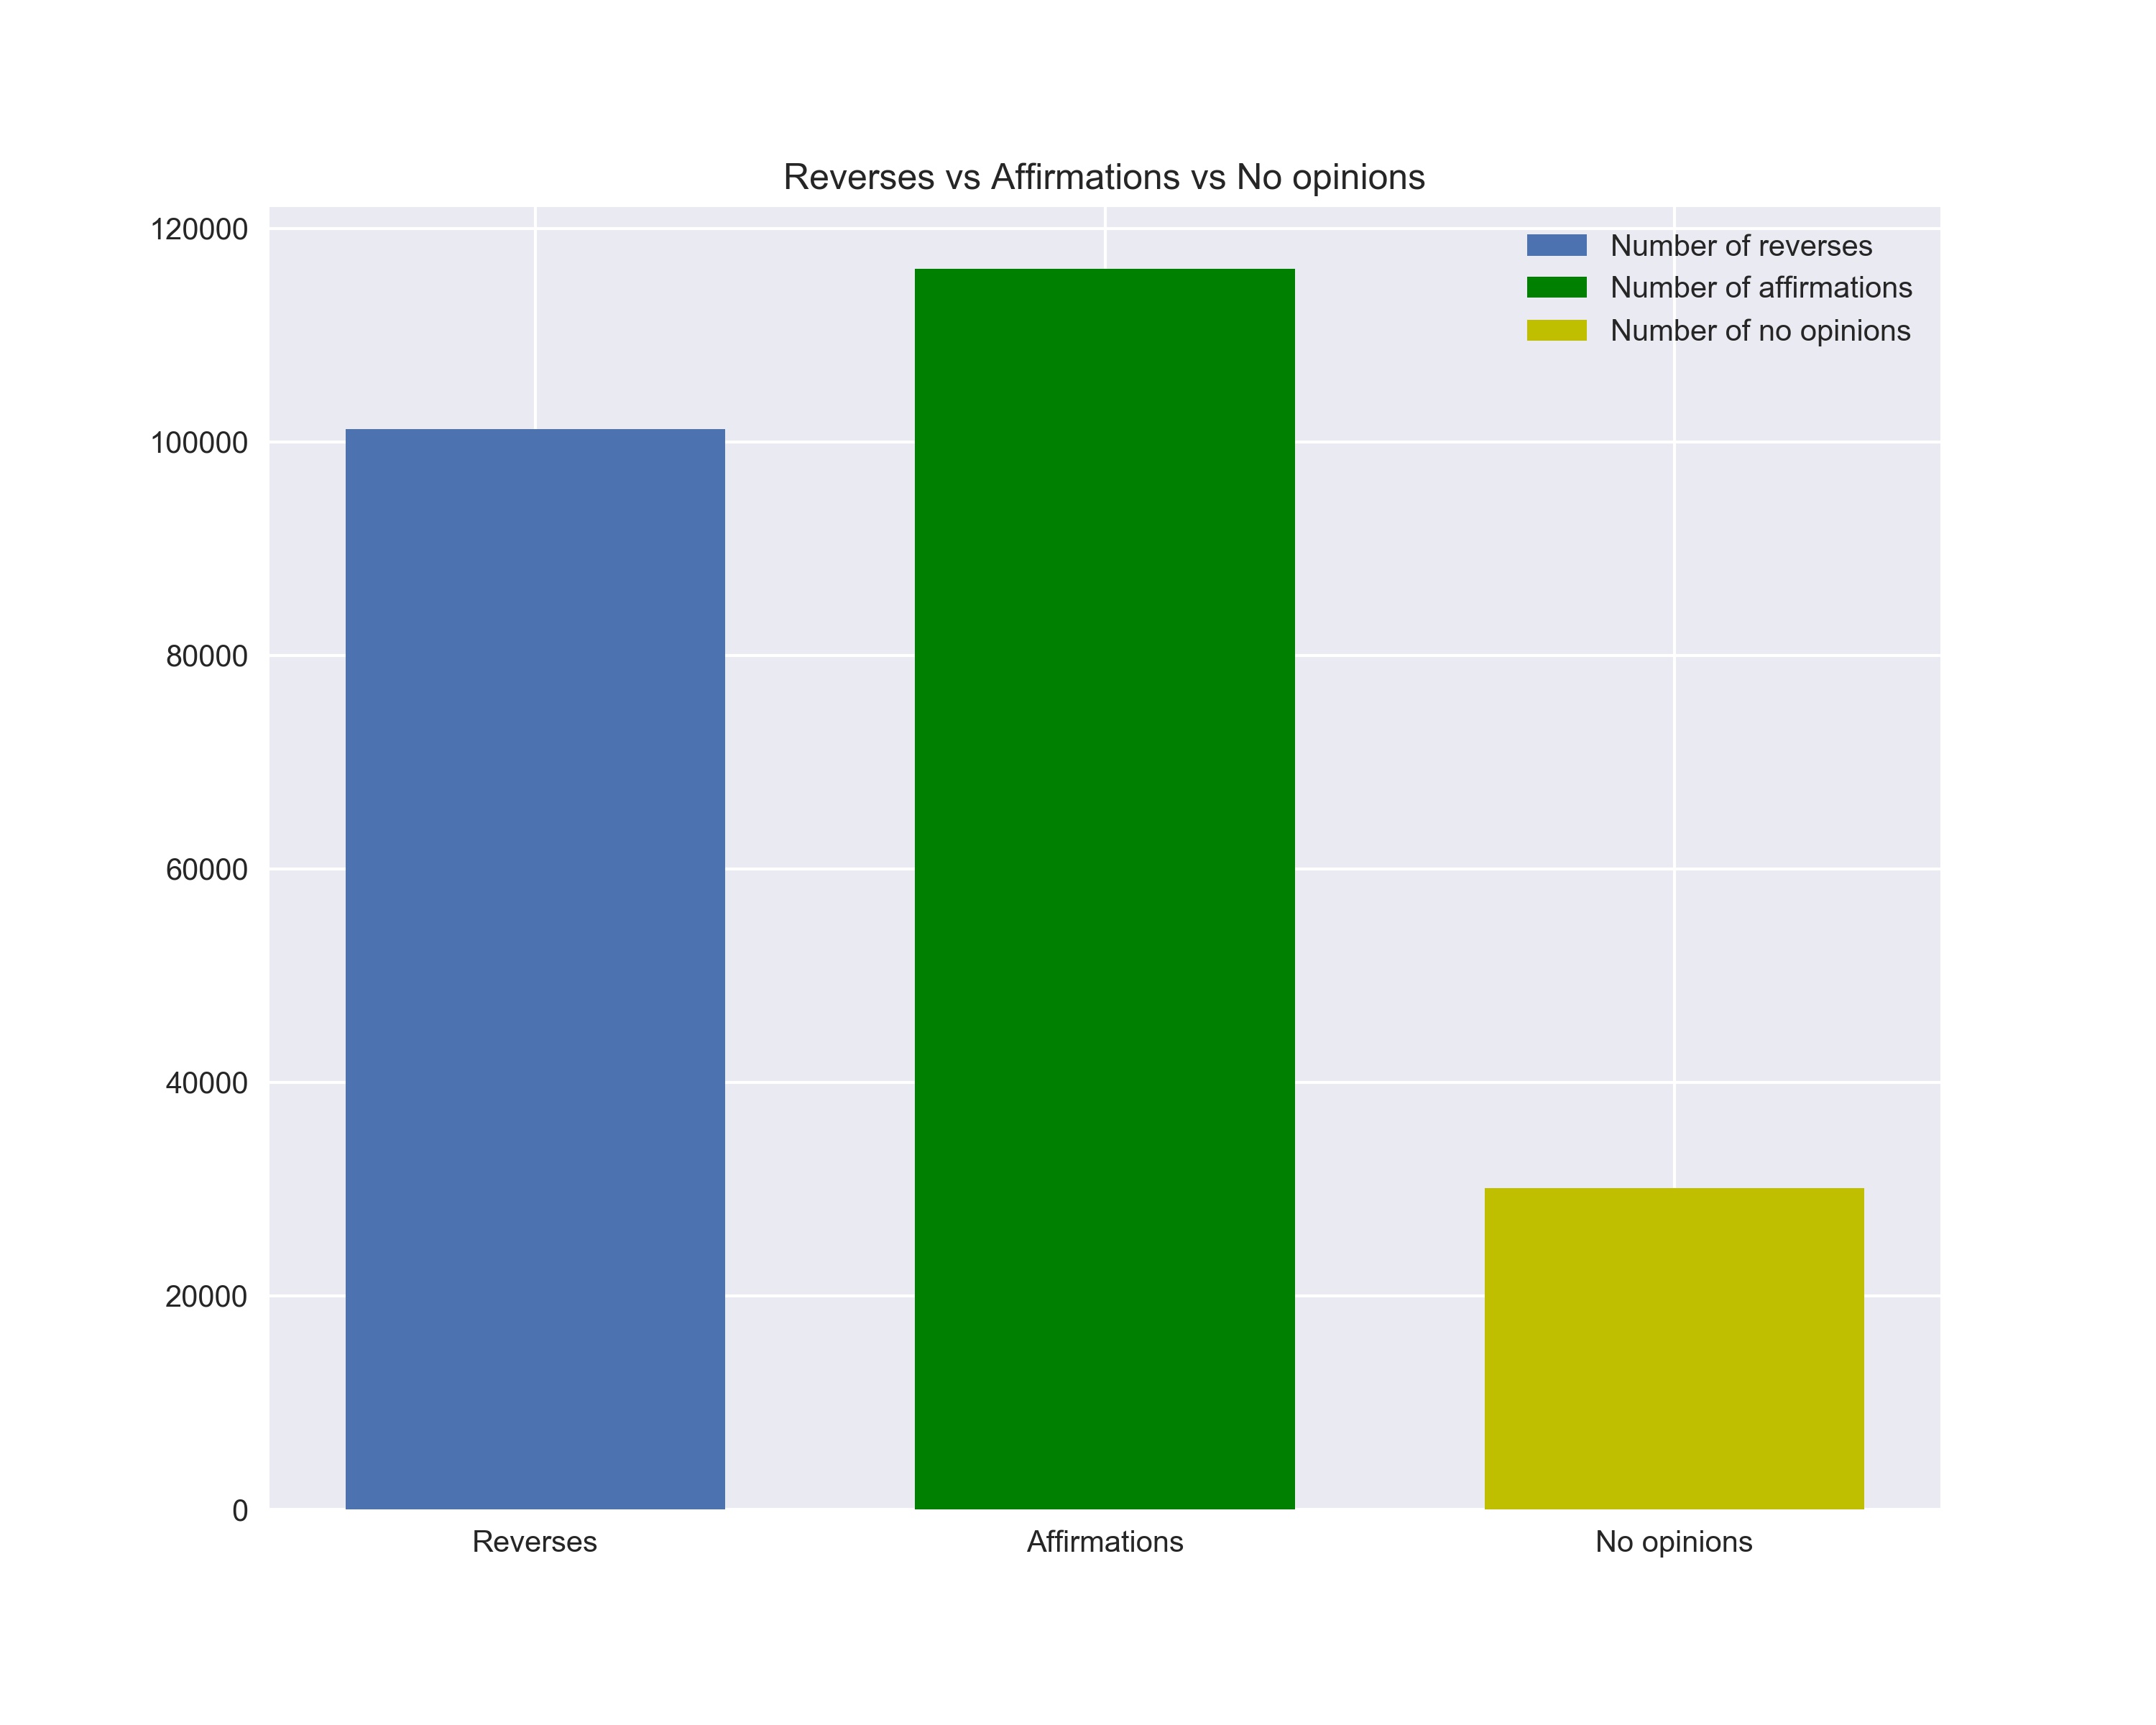 Reverses vs Affirmations vs No opinions
120000
100000
80000
60000
40000
20000
0
Number of reverses
Number of affirmations
Number of no opinions
Reverses
Affirmations
No opinions